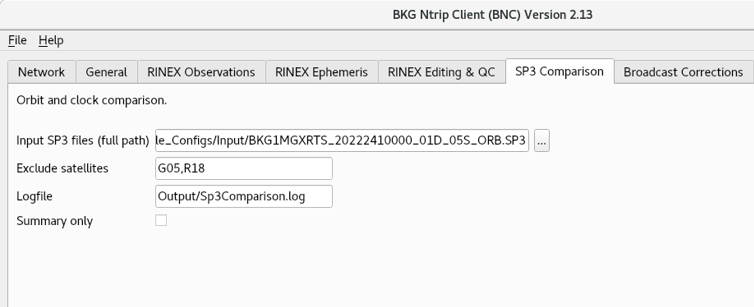 BKG Ntrip Client (BNC) Version 2.13
File Help
Network General RINEX Observations RINEX Ephemeris RINEX Editing & QC SP3 Comparison Broadcast Corrections
Orbit and clock comparison.
Input SP3 files (full path) le_Configs/Input/BKG1MGXRTS_20222410000_01D_05S_ORB.SP3 ...
Exclude satellites G05,R18
Logfile Output/Sp3Comparison.log
Summary only